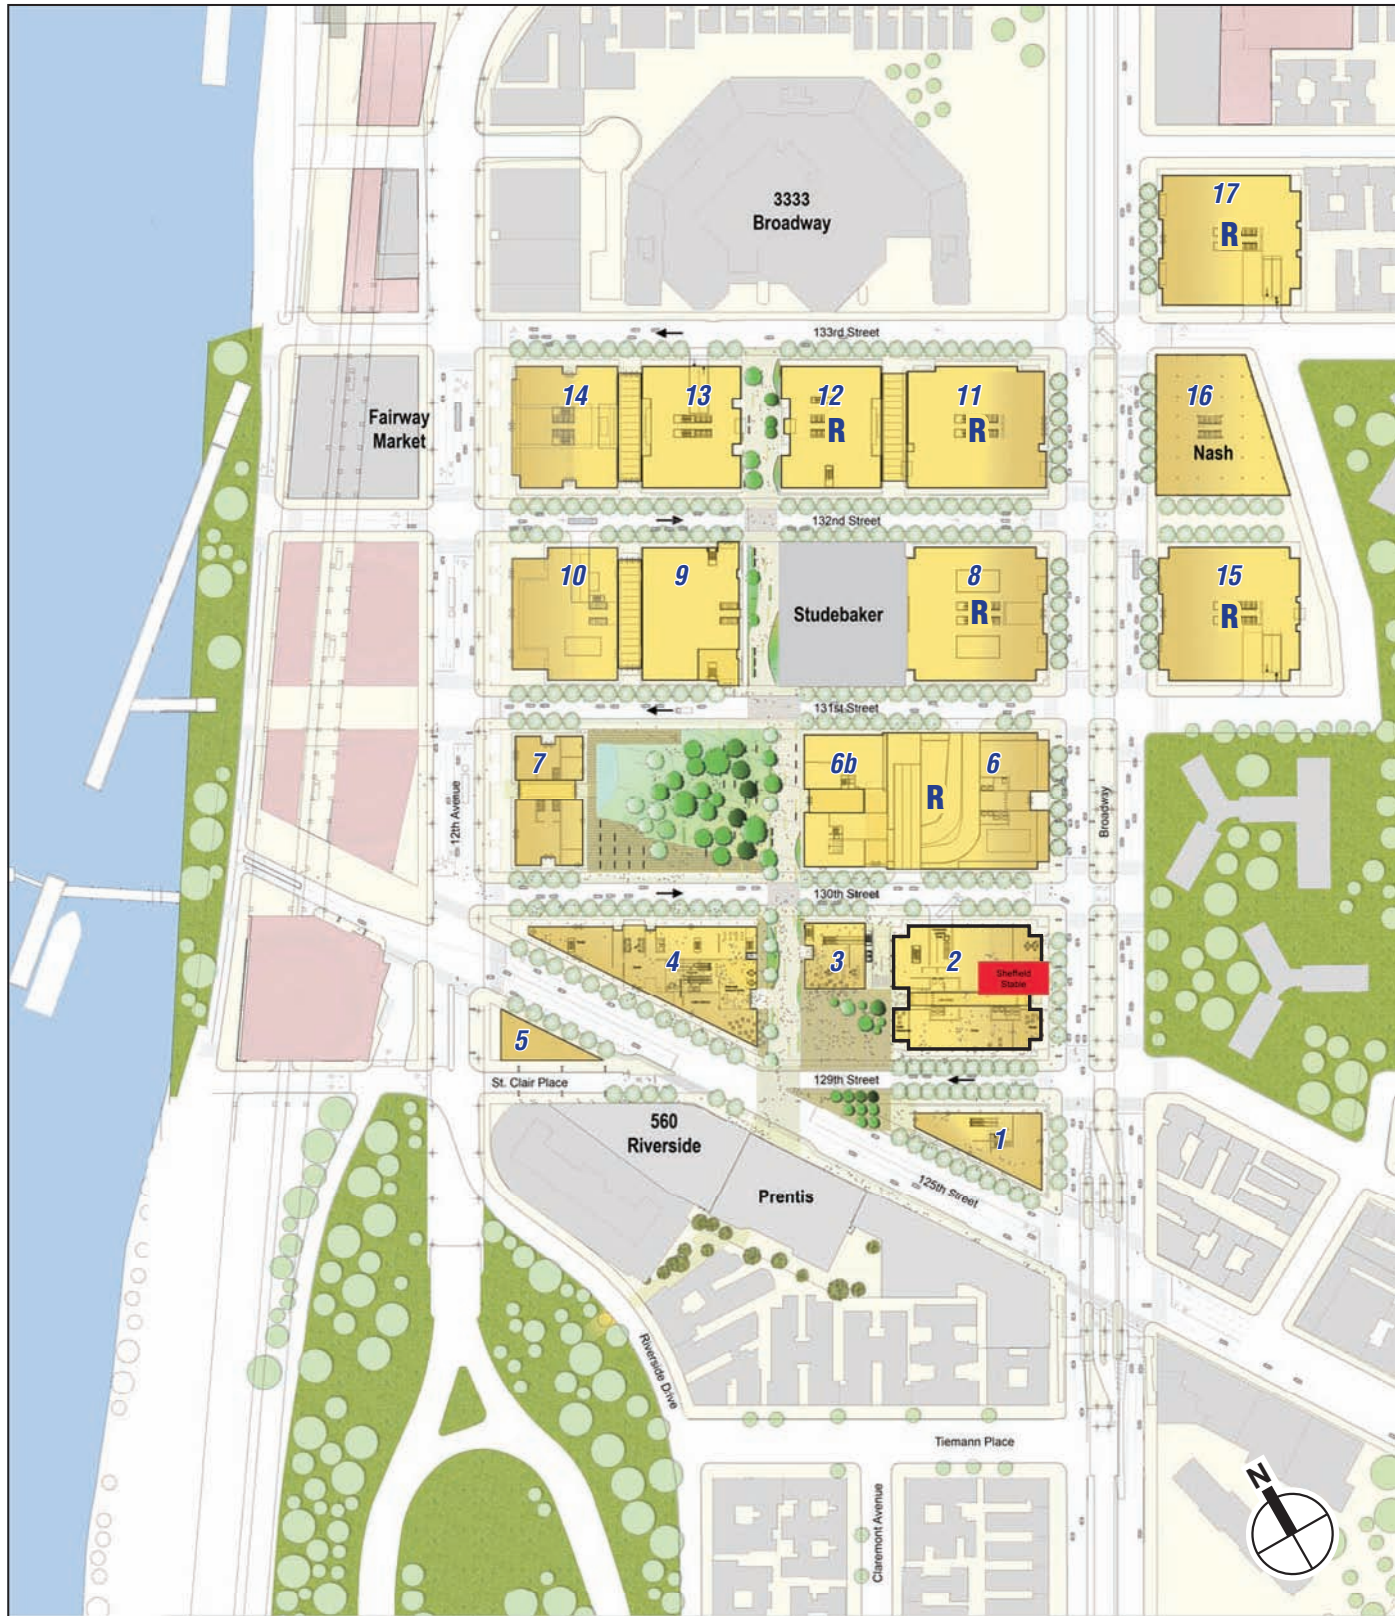 3333
Broadway
17
R
133rd Street
14
13
12
R
11
R
16
Nash
Fairway
Market
132nd Street
10
9
Studebaker
8
R
15
R
131st Street
7
6b
R
6
12th Avenue
Broadway
130th Street
4
3
2
Sheffield
Stable
5
St. Clair Place
129th Street
560
Riverside
1
Prentis
125th Street
Riverside Drive
Tiemann Place
Claremont Avenue
N